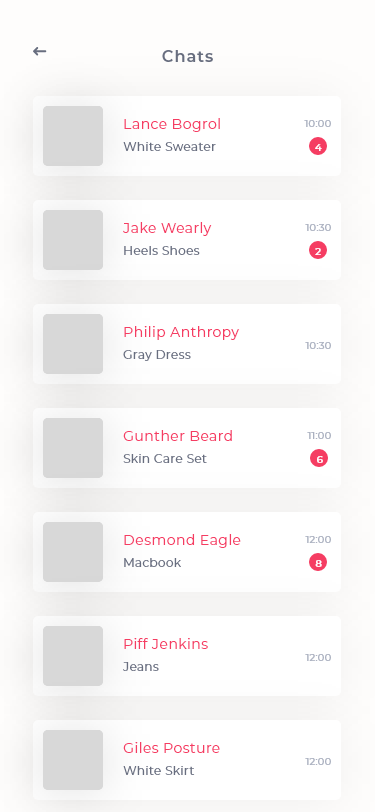 Chats
Lance Bogrol
10:00
White Sweater
4
Jake Wearly
10:30
Heels Shoes
2
Philip Anthropy
10:30
Gray Dress
Gunther Beard
11:00
Skin Care Set
6
Desmond Eagle
12:00
Macbook
8
Piff Jenkins
12:00
Jeans
Giles Posture
12:00
White Skirt